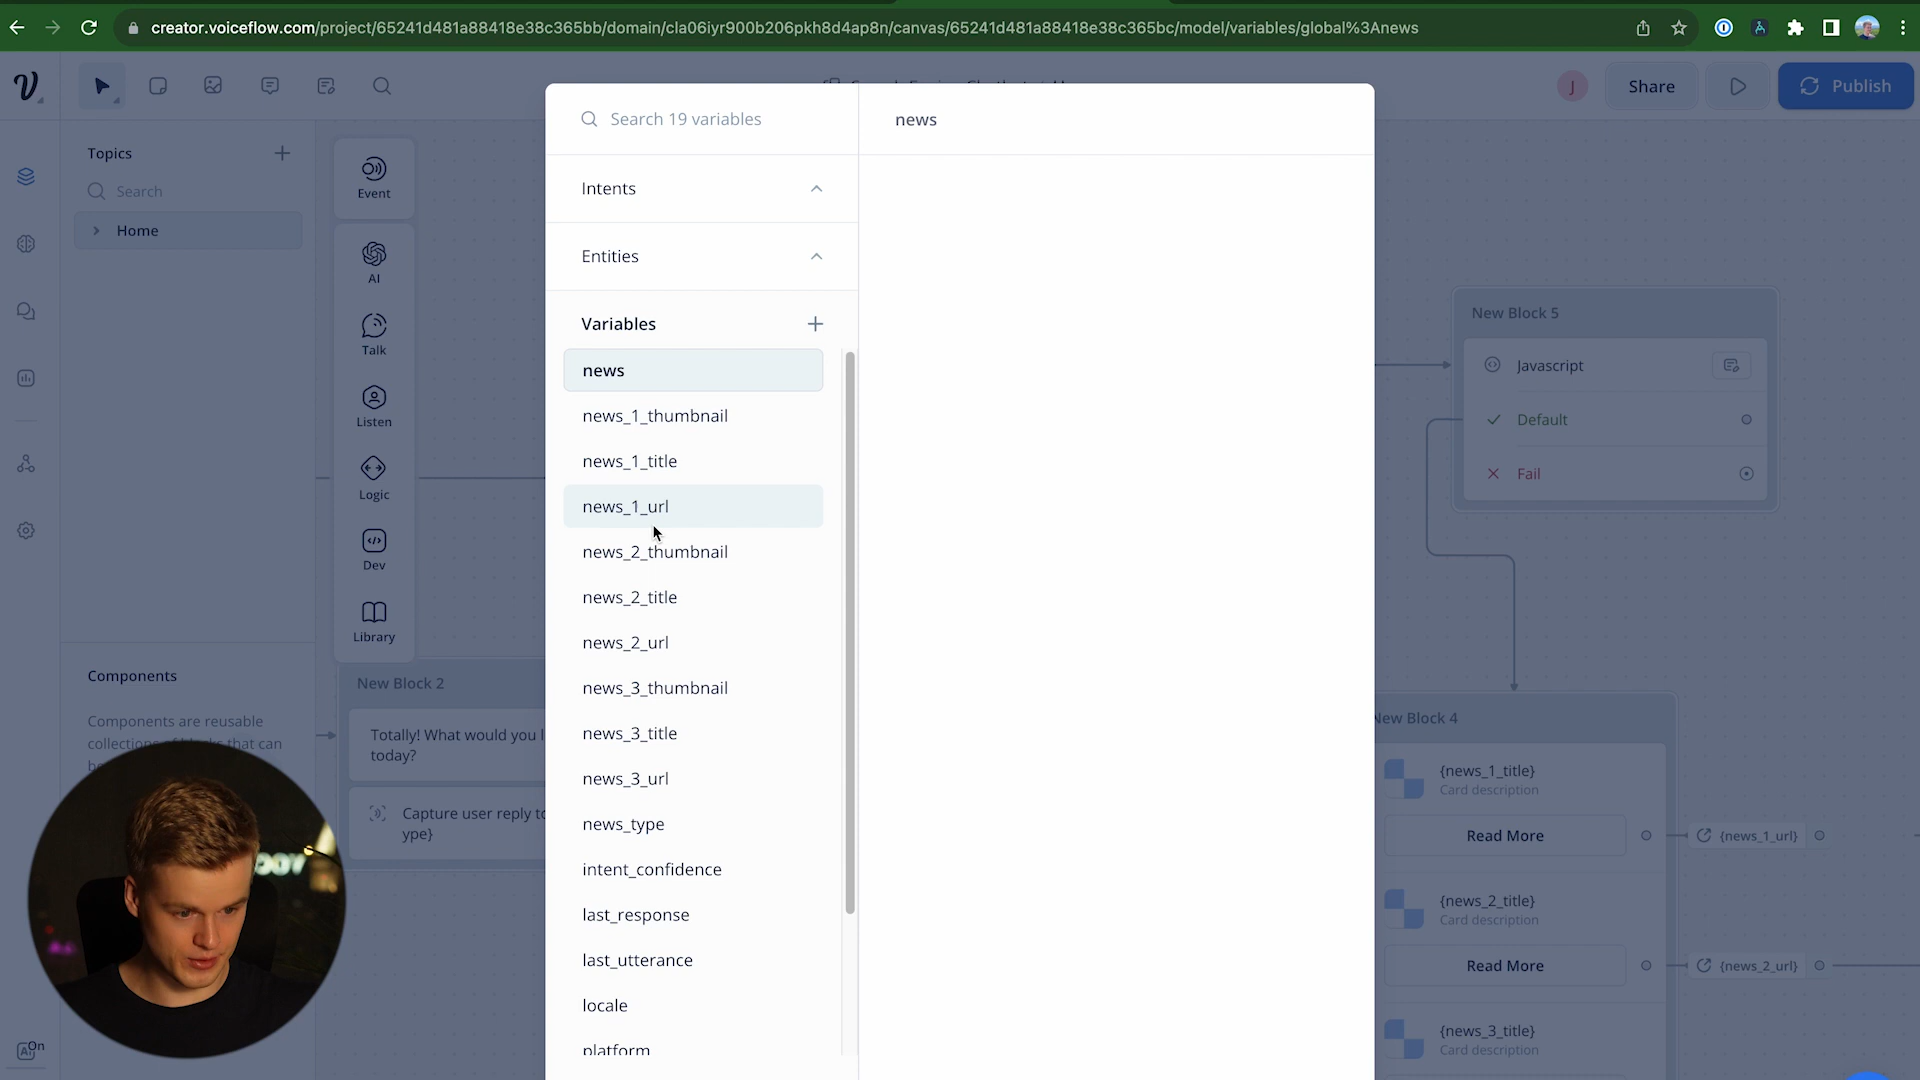 creator.voiceflow.com/project/65241d481a88418e38c365bb/domain/cla06iyr900b206pkh8d4ap8n/canvas/65241d481a88418e38c365bc/model/variables/global%3Anews
J
Share
Publish
Topics
Search
Home
Event
AI
Talk
Listen
Logic
Dev
Library
Components
Components are reusable
that can
New Block 2
Totally! What would you l
today?
Capture user reply to
ype}
Search 19 variables
Intents
Entities
Variables
news
news_1_thumbnail
news_1_title
news_1_url
news_2_thumbnail
news_2_title
news_2_url
news_3_thumbnail
news_3_title
news_3_url
news_type
intent_confidence
last_response
last_utterance
locale
platform
news
New Block 5
Javascript
Default
Fail
New Block 4
{news_1_title}
Card description
Read More
{news_1_url}
{news_2_title}
Card description
Read More
{news_2_url}
{news_3_title}
Card description
On